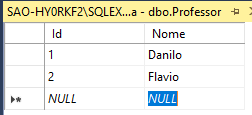 SAO-HY0RKF2\SQLEX...a - dbo.Professor
Id Nome
1 Danilo
2 Flavio
NULL NULL